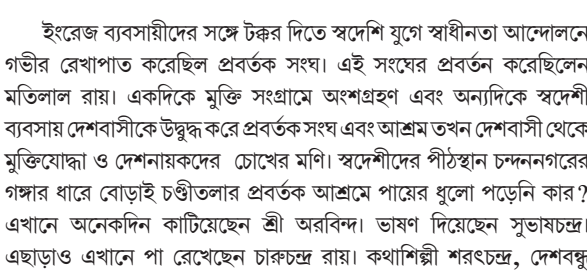 ইংরেজ ব্যবসায়ীদের সঙ্গে টক্কর দিতে স্বদেশি যুগে স্বাধীনতা আন্দোলনে
গভীর রেখাপাত করেছিল প্রবর্তক সংঘ। এই সংঘের প্রবর্তন করেছিলেন
মতিলাল রায়। একদিকে মুক্তি সংগ্রামে অংশগ্রহণ এবং অন্যদিকে স্বদেশী
ব্যবসায় দেশবাসীকে উদ্বুদ্ধ করে প্রবর্তক সংঘ এবং আশ্রম তখন দেশবাসী থেকে
মুক্তিযোদ্ধা ও দেশনায়কদের চোখের মণি। স্বদেশীদের পীঠস্থান চন্দননগরের
গঙ্গার ধারে বোড়াই চণ্ডীতলার প্রবর্তক আশ্রমে পায়ের ধুলো পড়েনি কার?
এখানে অনেকদিন কাটিয়েছেন শ্রী অরবিন্দ। ভাষণ দিয়েছেন সুভাষচন্দ্র।
এছাড়াও এখানে পা রেখেছেন চারুচন্দ্র রায়। কথাশিল্পী শরৎচন্দ্র, দেশবন্ধু